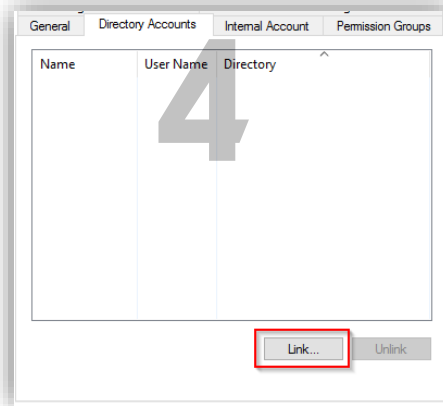 General Directory Accounts Internal Account Permission Groups
Name User Name Directory
4
Link... Unlink